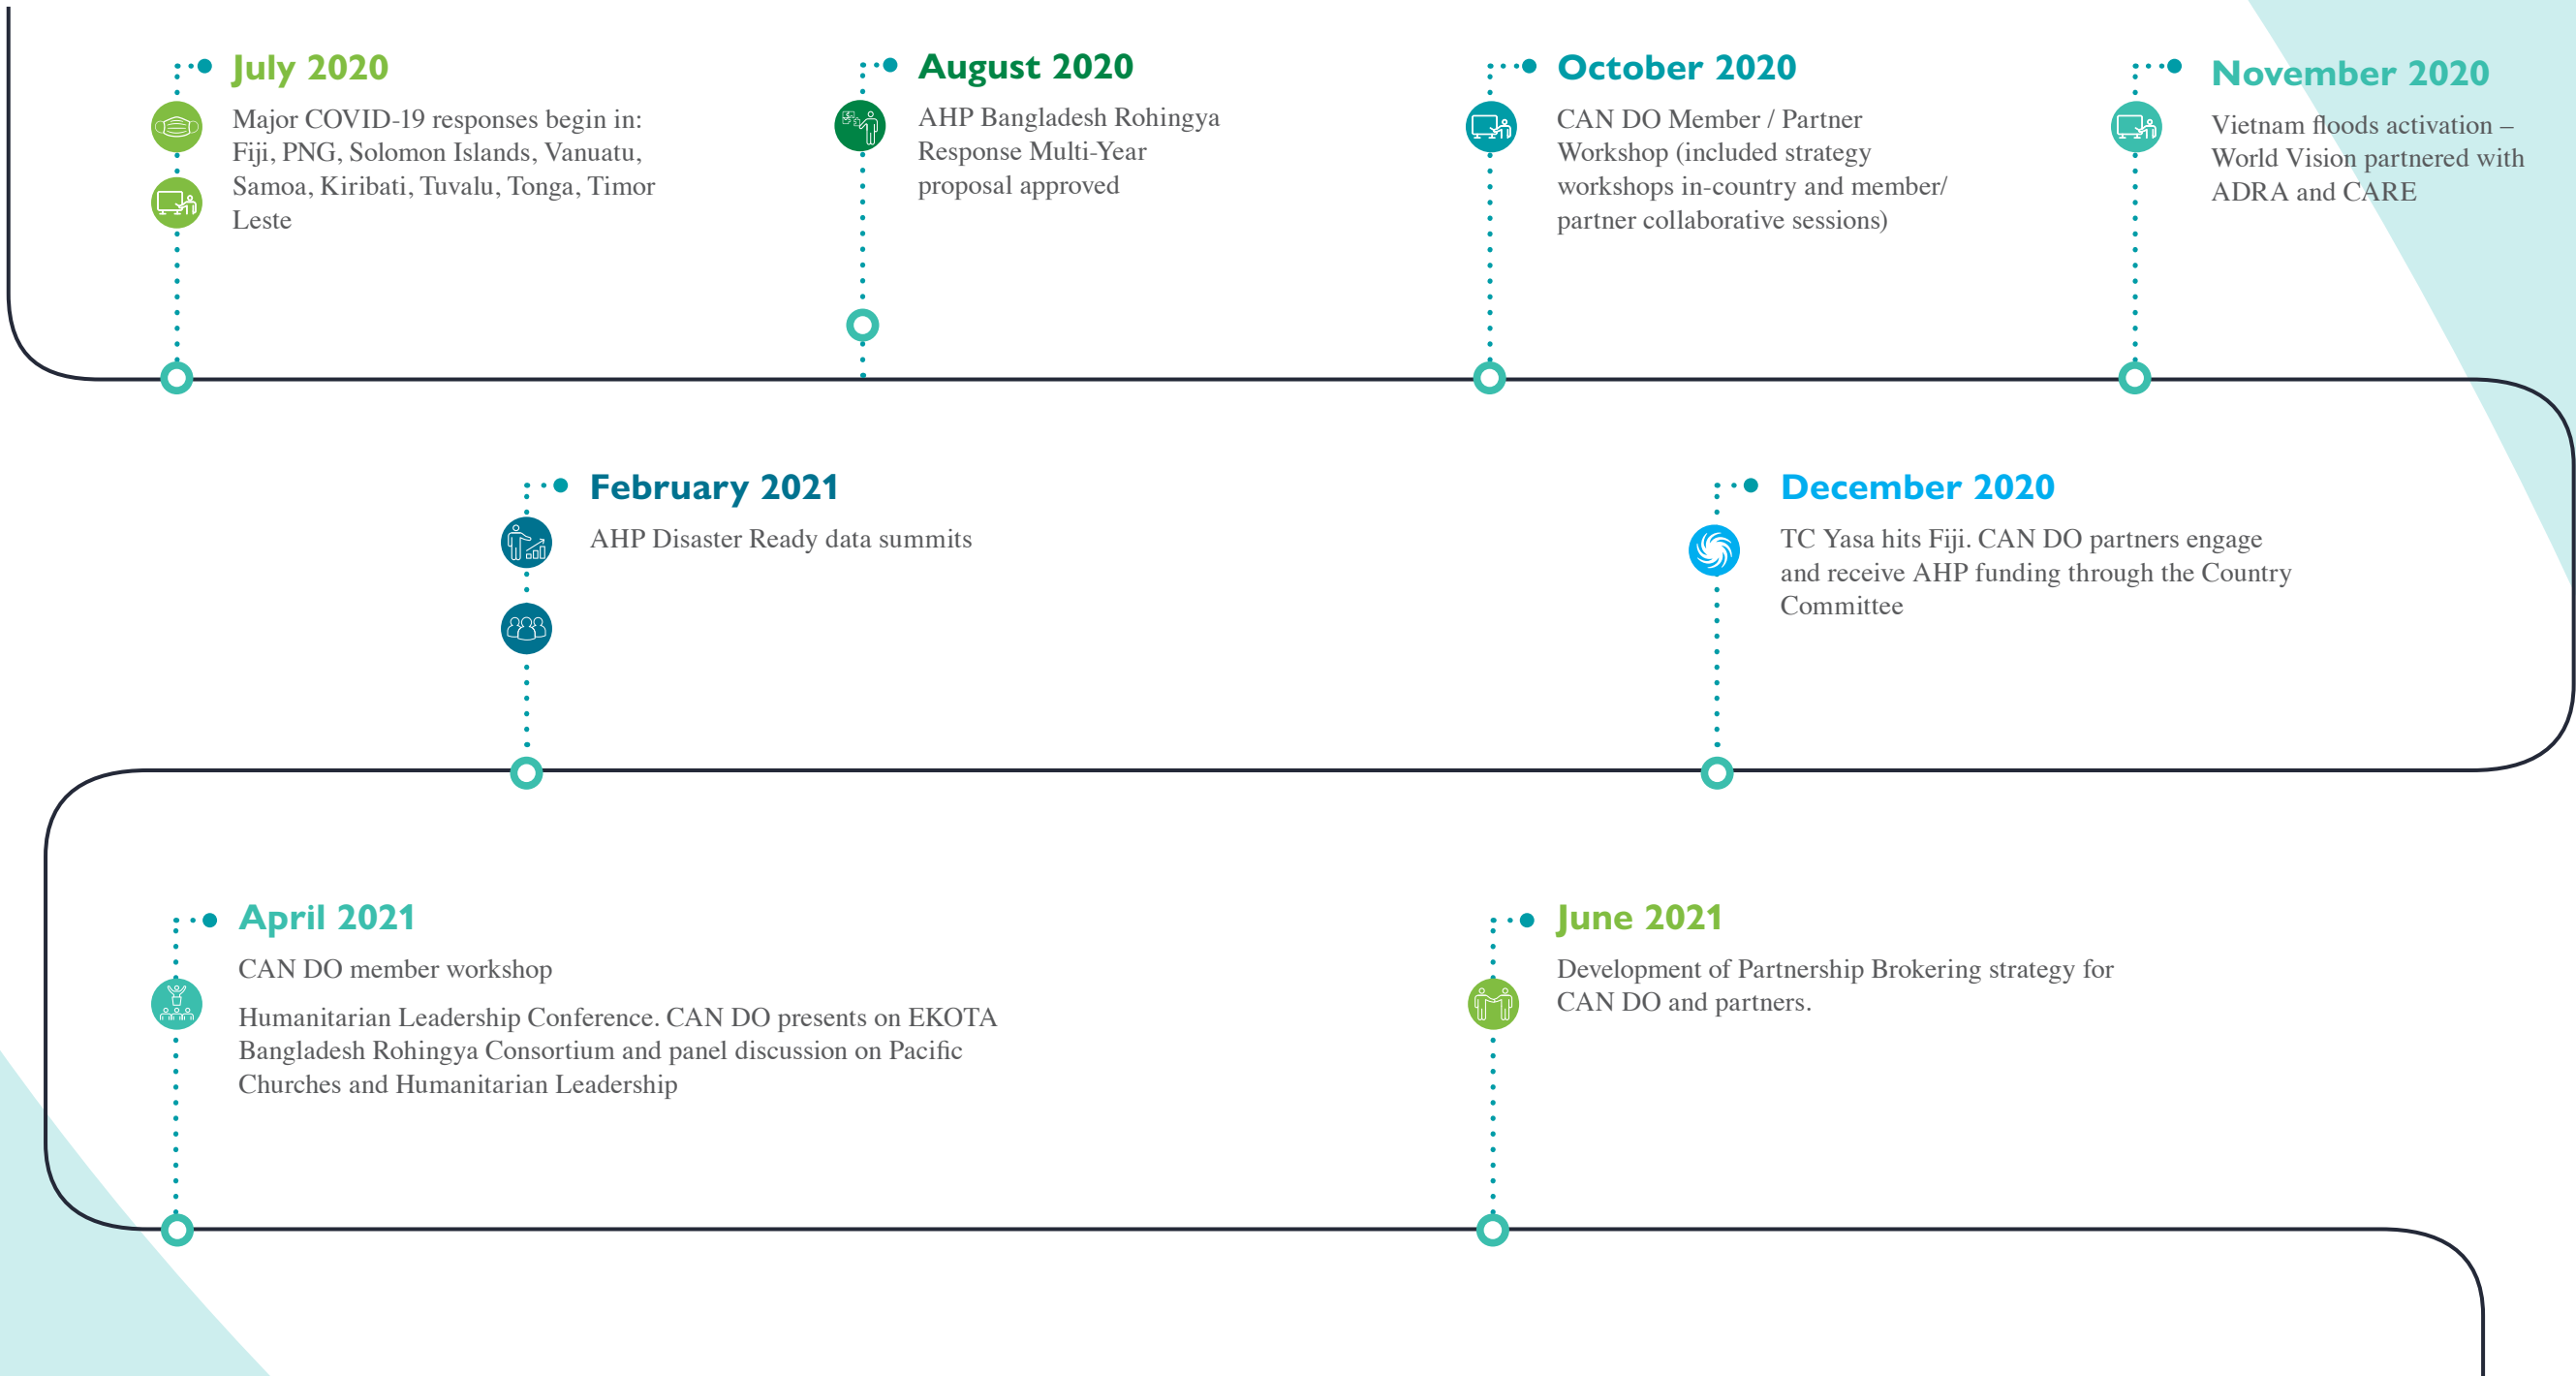 July 2020
Major COVID-19 responses begin in:
Fiji, PNG, Solomon Islands, Vanuatu,
Samoa, Kiribati, Tuvalu, Tonga, Timor
Leste
August 2020
AHP Bangladesh Rohingya
Response Multi-Year
proposal approved
October 2020
CAN DO Member / Partner
Workshop (included strategy
workshops in-country and member/
partner collaborative sessions)
November 2020
Vietnam floods activation –
World Vision partnered with
ADRA and CARE
December 2020
TC Yasa hits Fiji. CAN DO partners engage
and receive AHP funding through the Country
Committee
February 2021
AHP Disaster Ready data summits
April 2021
CAN DO member workshop
Humanitarian Leadership Conference. CAN DO presents on EKOTA
Bangladesh Rohingya Consortium and panel discussion on Pacific
Churches and Humanitarian Leadership
June 2021
Development of Partnership Brokering strategy for
CAN DO and partners.